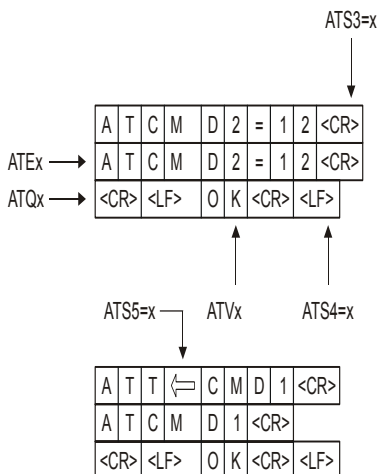 ATS3=x
A T C M D 2 = 1 2 <CR>
ATEx A T C M D 2 = 1 2 <CR>
ATQx <CR> <LF> O K <CR> <LF>
ATS5=x ATVx ATS4=x
A T T ⇦ C M D 1 <CR>
A T C M D 1 <CR>
<CR> <LF> O K <CR> <LF>